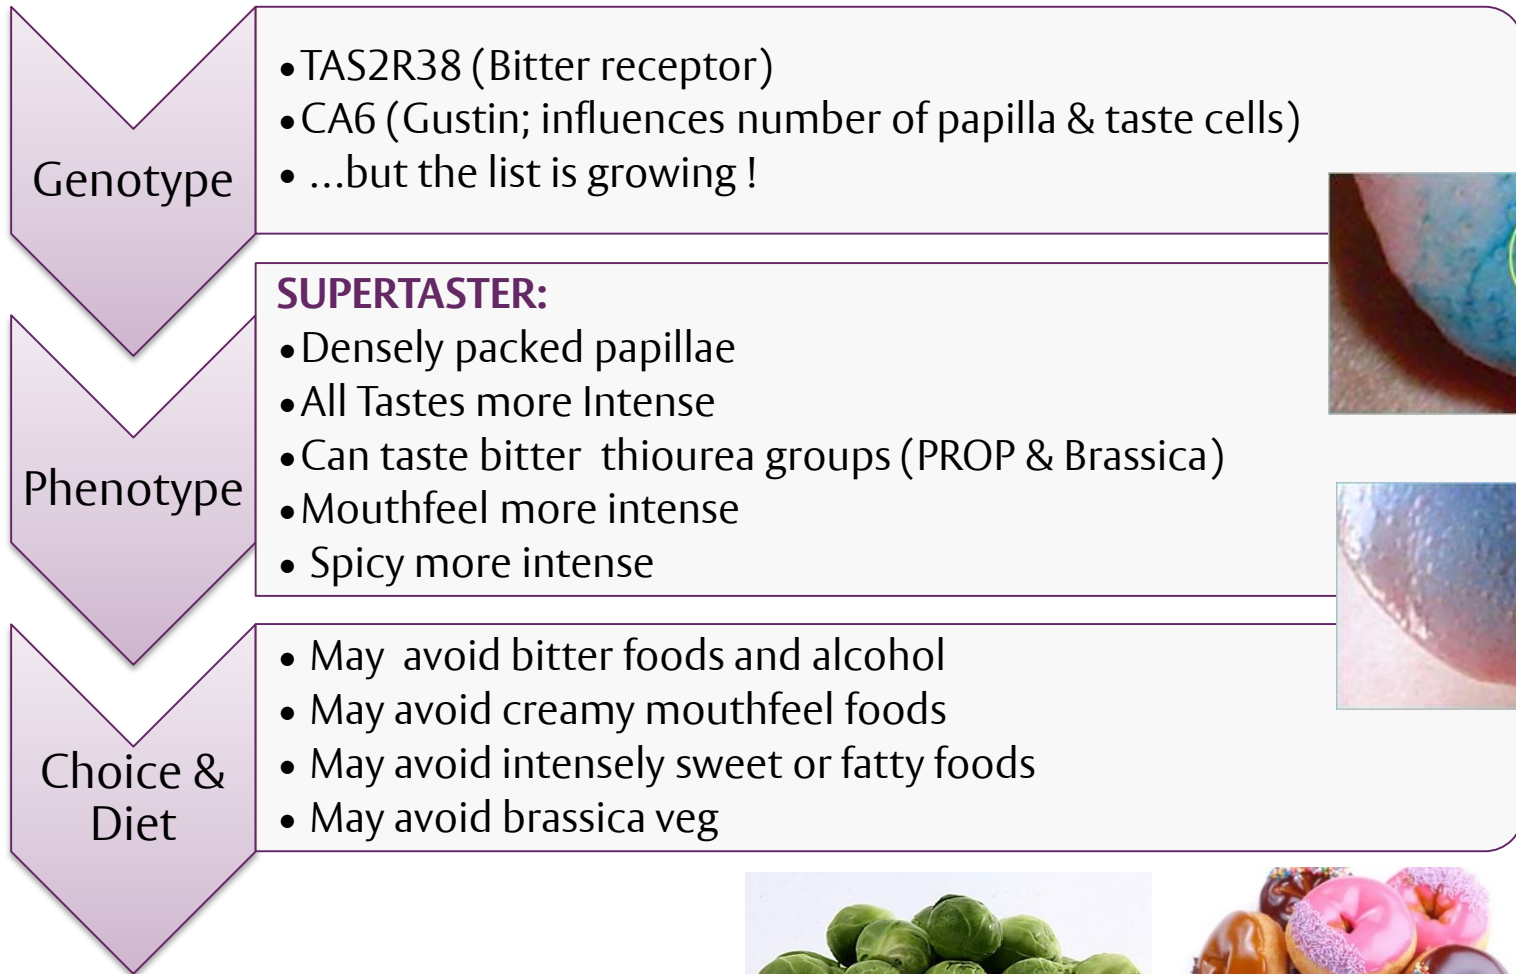 Genotype
•TAS2R38 (Bitter receptor)
•CA6 (Gustin; influences number of papilla & taste cells)
• ...but the list is growing !
Phenotype
SUPERTASTER:
•Densely packed papillae
•All Tastes more Intense
•Can taste bitter  thiourea groups (PROP & Brassica)
•Mouthfeel more intense
• Spicy more intense
Choice &
Diet
• May  avoid bitter foods and alcohol
• May avoid creamy mouthfeel foods
• May avoid intensely sweet or fatty foods
• May avoid brassica veg